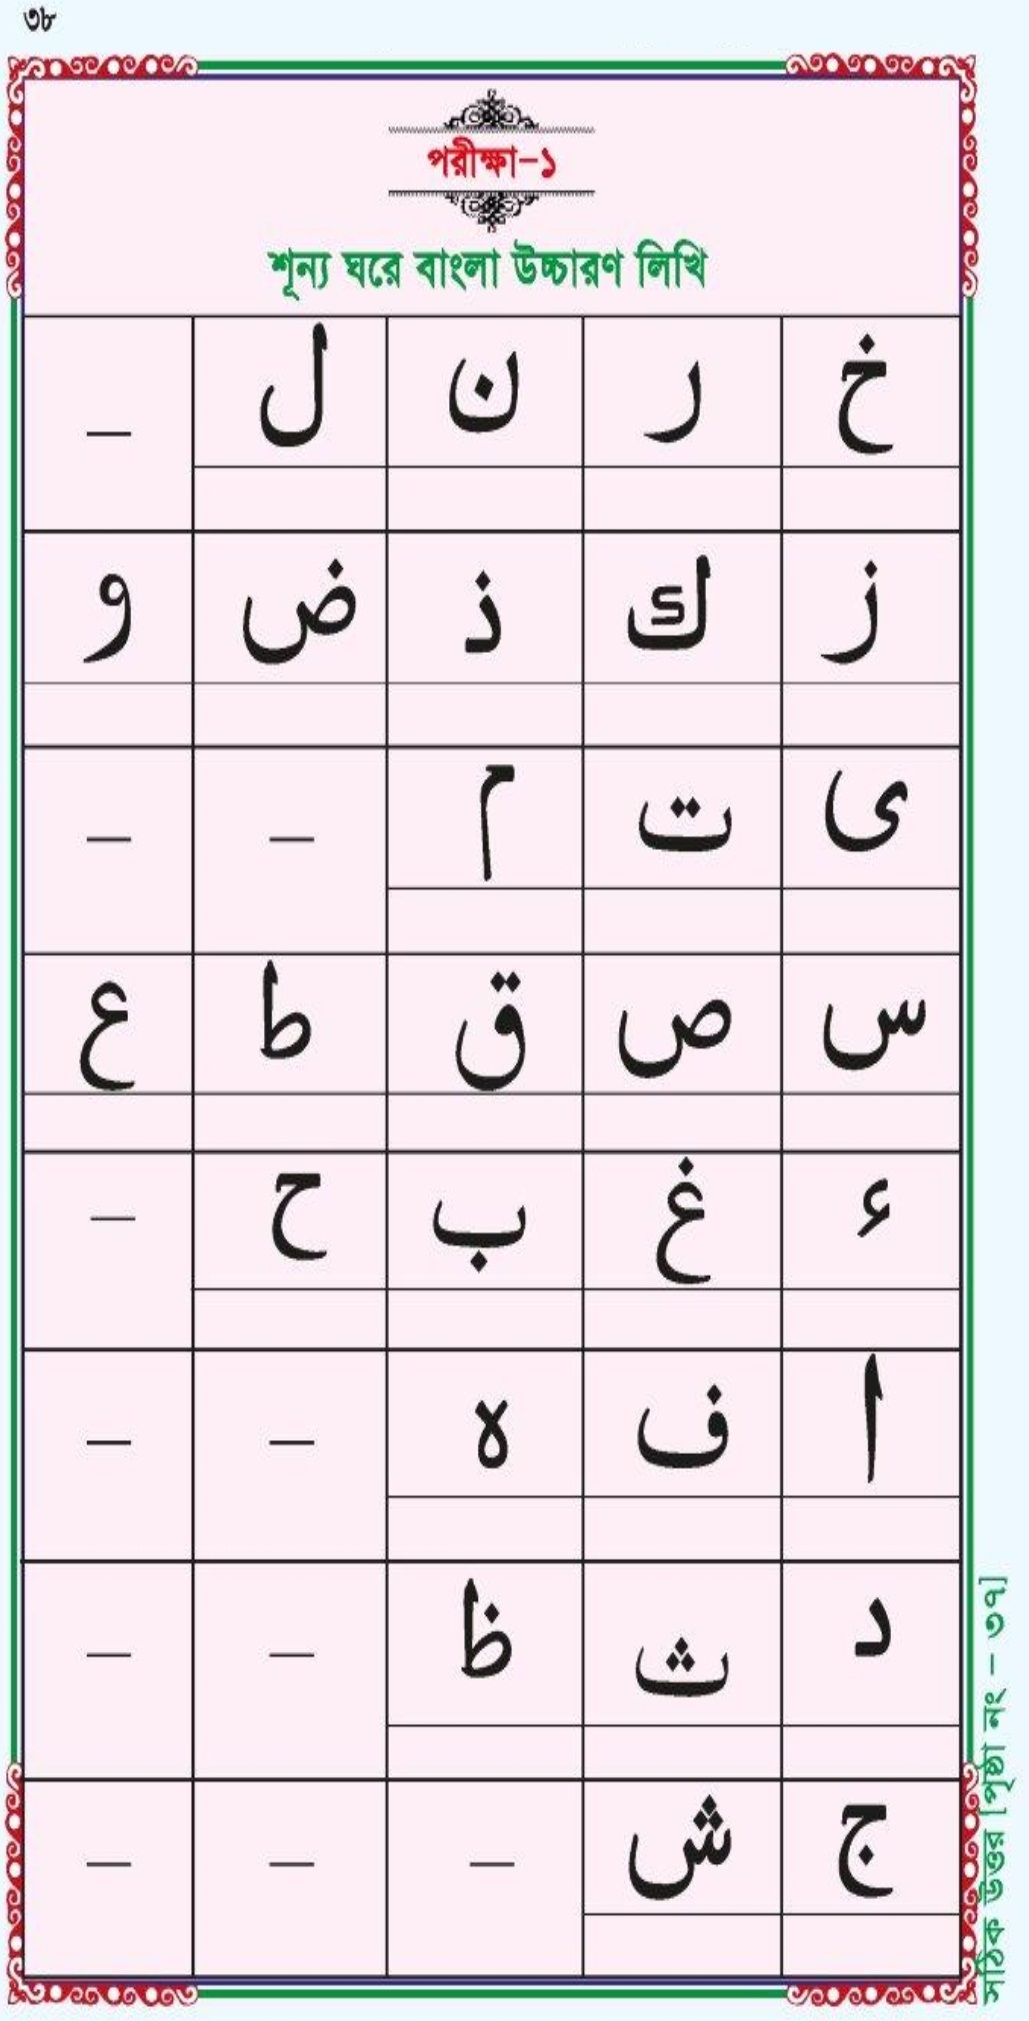 ৩৮
পরীক্ষা-১
শূন্য ঘরে বাংলা উচ্চারণ লিখি
خ ر ن ل –
ز ك ذ ض و
ى ت م – –
س ص ق ط ع
ء غ ب ح –
ا ف ه – –
د ث ظ – –
ج ش – – –
সঠিক উত্তর [পৃষ্ঠা নং - ৩৭]